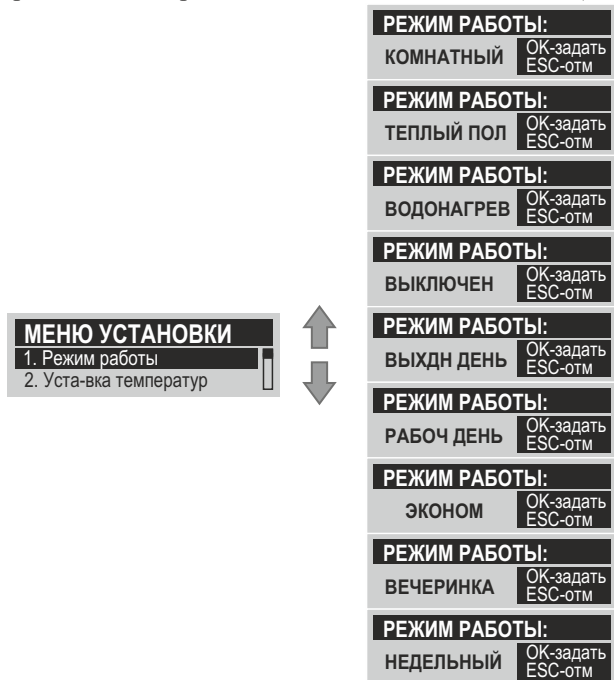 РЕЖИМ РАБОТЫ:
КОМНАТНЫЙ
OK-задать
ESC-отм
РЕЖИМ РАБОТЫ:
ТЕПЛЫЙ ПОЛ
OK-задать
ESC-отм
РЕЖИМ РАБОТЫ:
ВОДОНАГРЕВ
OK-задать
ESC-отм
РЕЖИМ РАБОТЫ:
ВЫКЛЮЧЕН
OK-задать
ESC-отм
МЕНЮ УСТАНОВКИ
1. Режим работы
2. Уста-вка температур
РЕЖИМ РАБОТЫ:
ВЫХДН ДЕНЬ
OK-задать
ESC-отм
РЕЖИМ РАБОТЫ:
РАБОЧ ДЕНЬ
OK-задать
ESC-отм
РЕЖИМ РАБОТЫ:
ЭКОНОМ
OK-задать
ESC-отм
РЕЖИМ РАБОТЫ:
ВЕЧЕРИНКА
OK-задать
ESC-отм
РЕЖИМ РАБОТЫ:
НЕДЕЛЬНЫЙ
OK-задать
ESC-отм